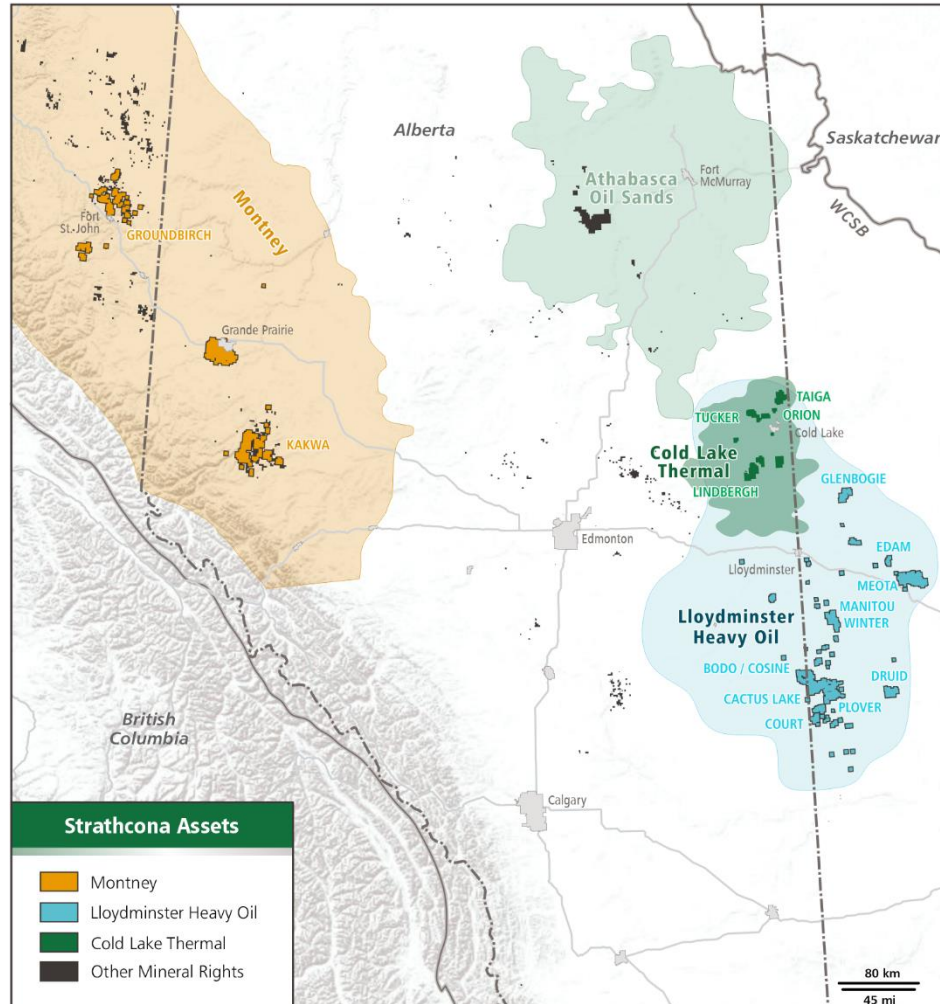 Alberta
Saskatchewan
Fort
McMurray
Athabasca
Oil Sands
WCSB
Montney
Fort
St.-John
GROUNDBIRCH
Grande Prairie
KAKWA
TAIGA
TUCKER
ORION
Cold Lake
Cold Lake
Thermal
LINDBERGH
GLENBOGIE
Edmonton
EDAM
Lloydminster
MEOTA
MANITOU
WINTER
Lloydminster
Heavy Oil
BODO / COSINE
DRUID
CACTUS LAKE
PLOVER
COURT
British
Columbia
Calgary
Strathcona Assets
Montney
Lloydminster Heavy Oil
Cold Lake Thermal
Other Mineral Rights
80 km
45 mi